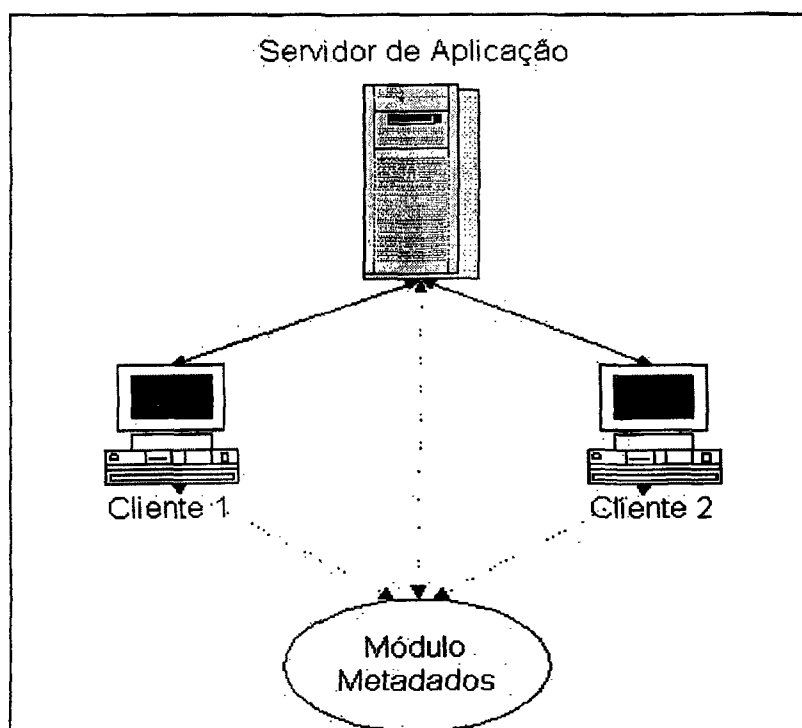 Servidor de Aplicação
Cliente 1
Cliente 2
Módulo
Metadados